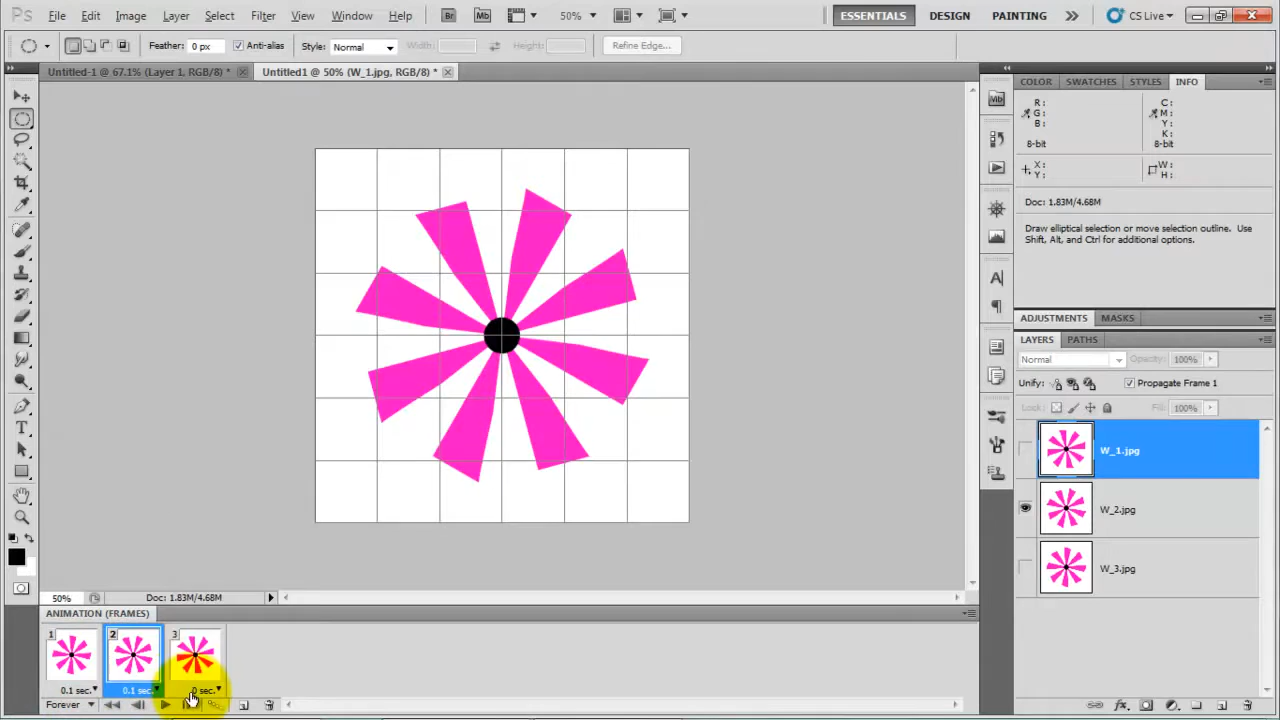 Ps File Edit Image Layer Select Filter View Window Help Br Mb 50% ESSENTIALS DESIGN PAINTING CS Live
Feather: 0 px Anti-alias Style: Normal Width: Height: Refine Edge...
Untitled-1 @ 67.1% (Layer 1, RGB/8) * Untitled1 @ 50% (W_1.jpg, RGB/8) *
COLOR SWATCHES STYLES INFO
R: C:
G: M:
B: Y:
K:
8-bit 8-bit
X: W:
Y: H:
Doc: 1.83M/4.68M
Draw elliptical selection or move selection outline. Use
Shift, Alt, and Ctrl for additional options.
ADJUSTMENTS MASKS
LAYERS PATHS
Normal Opacity: 100%
Unify: Propagate Frame 1
Lock: Fill: 100%
W_1.jpg
W_2.jpg
W_3.jpg
50% Doc: 1.83M/4.68M
ANIMATION (FRAMES)
1 2 3
0.1 sec. 0.1 sec. 0 sec.
Forever